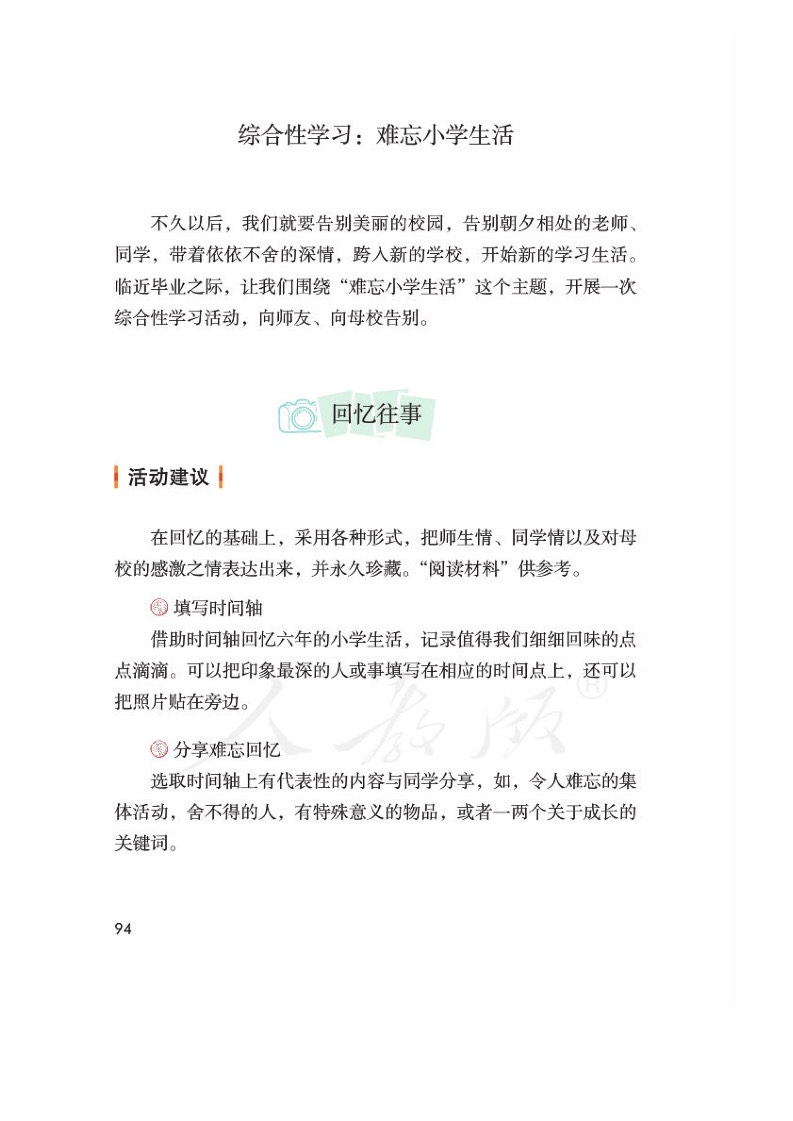 综合性学习：难忘小学生活
不久以后，我们就要告别美丽的校园，告别朝夕相处的老师、
同学，带着依依不舍的深情，跨入新的学校，开始新的学习生活。
临近毕业之际，让我们围绕“难忘小学生活”这个主题，开展一次
综合性学习活动，向师友、向母校告别。
回忆往事
活动建议
在回忆的基础上，采用各种形式，把师生情、同学情以及对母
校的感激之情表达出来，并永久珍藏。“阅读材料”供参考。
填写时间轴
借助时间轴回忆六年的小学生活，记录值得我们细细回味的点
点滴滴。可以把印象最深的人或事填写在相应的时间点上，还可以
把照片贴在旁边。
人教版®
分享难忘回忆
选取时间轴上有代表性的内容与同学分享，如，令人难忘的集
体活动，舍不得的人，有特殊意义的物品，或者一两个关于成长的
关键词。
94